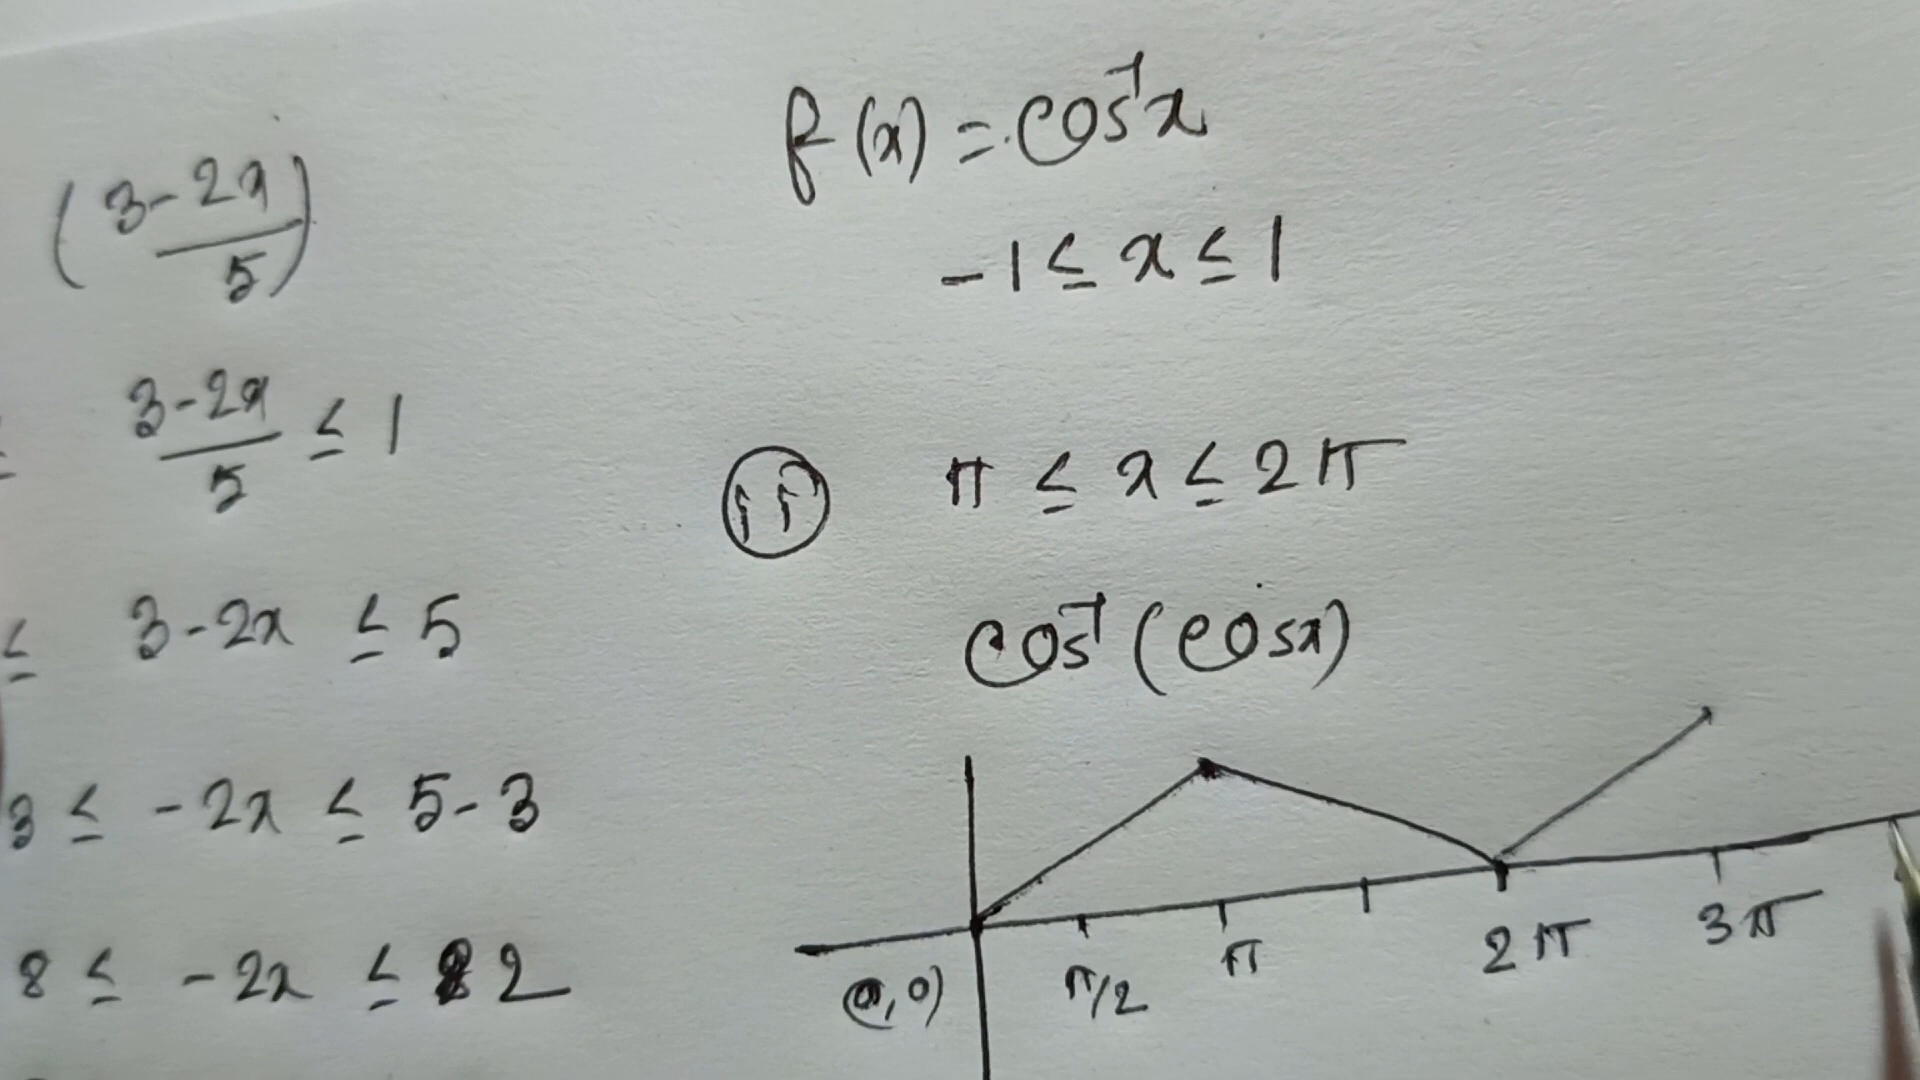 (3-2x/5)
3-2x/5 ≤ 1
≤ 3-2x ≤ 5
3 ≤ -2x ≤ 5-3
8 ≤ -2x ≤ 2
f(x) = cos⁻¹x
-1 ≤ x ≤ 1
(ii) π ≤ x ≤ 2π
cos⁻¹(cosx)
(0,0) π/2 π 2π 3π